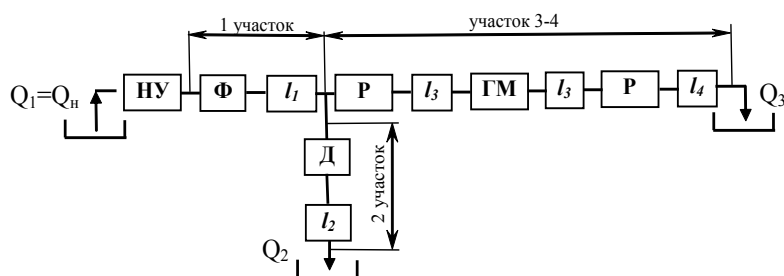 1 участок
участок 3-4
Q₁=Qн
НУ
Ф
l₁
Р
l₃
ГМ
l₃
Р
l₄
Q₃
Д
2 участок
l₂
Q₂